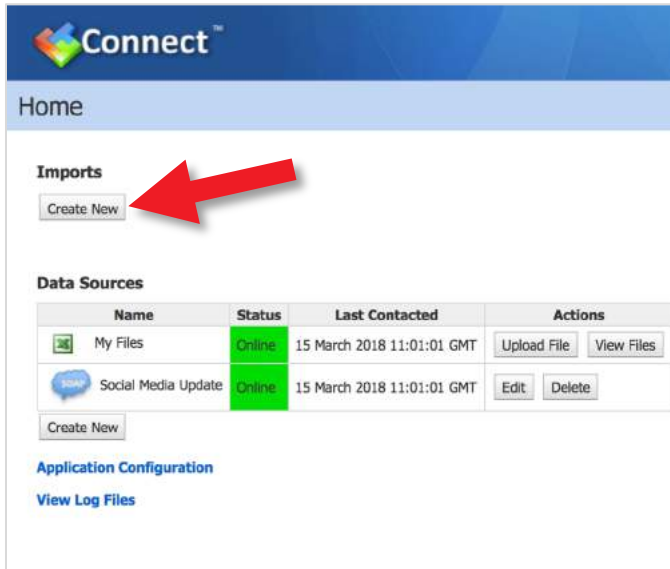 Connect™
Home
Imports
Create New
Data Sources
Name Status Last Contacted Actions
My Files Online 15 March 2018 11:01:01 GMT Upload File View Files
SOAP Social Media Update Online 15 March 2018 11:01:01 GMT Edit Delete
Create New
Application Configuration
View Log Files